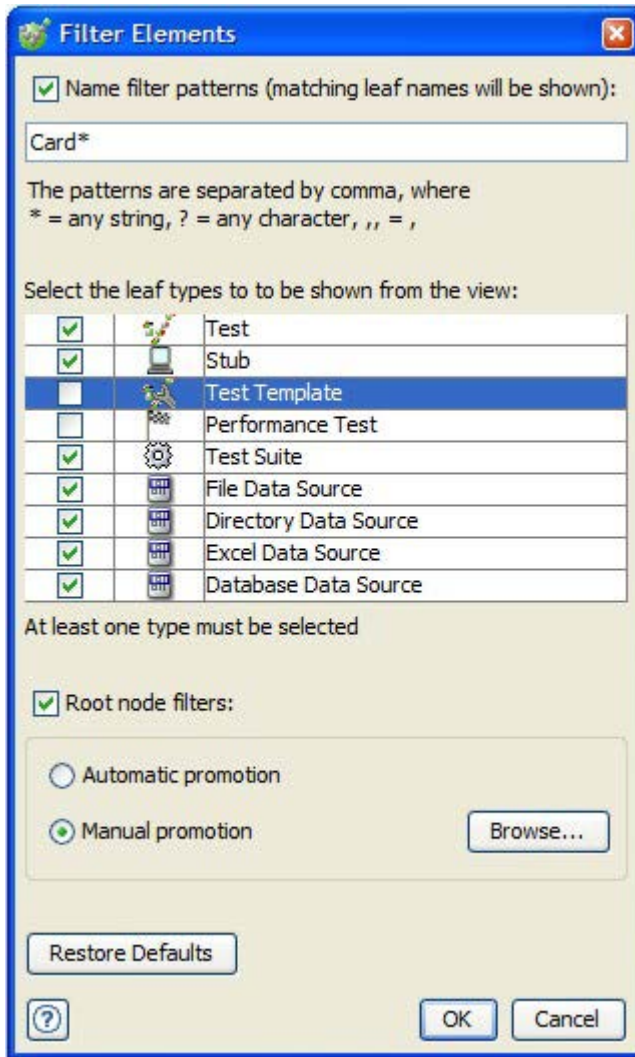 Filter Elements
Name filter patterns (matching leaf names will be shown):
Card*
The patterns are separated by comma, where
* = any string, ? = any character, ,, = ,
Select the leaf types to to be shown from the view:
Test
Stub
Test Template
Performance Test
Test Suite
File Data Source
Directory Data Source
Excel Data Source
Database Data Source
At least one type must be selected
Root node filters:
Automatic promotion
Manual promotion
Browse...
Restore Defaults
?
OK
Cancel